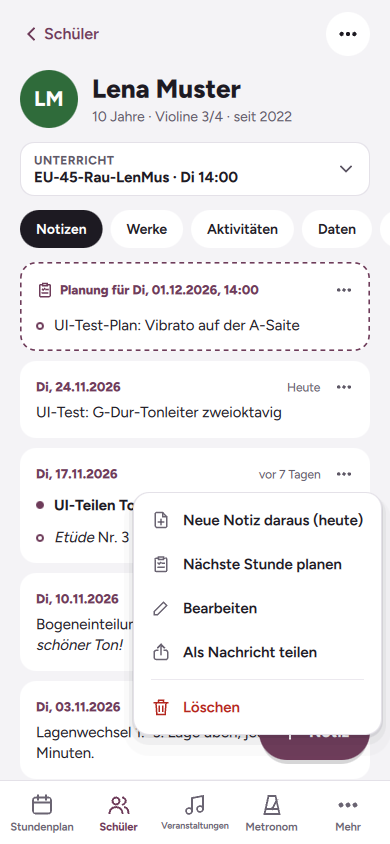 Schüler
LM
Lena Muster
10 Jahre · Violine 3/4 · seit 2022
UNTERRICHT
EU-45-Rau-LenMus · Di 14:00
Notizen
Werke
Aktivitäten
Daten
Planung für Di, 01.12.2026, 14:00
UI-Test-Plan: Vibrato auf der A-Saite
Di, 24.11.2026
Heute
UI-Test: G-Dur-Tonleiter zweioktavig
Di, 17.11.2026
vor 7 Tagen
UI-Teilen
Etüde Nr. 3
Di, 10.11.2026
schöner Ton!
Di, 03.11.2026
Lagenwechsel
Minuten.
Neue Notiz daraus (heute)
Nächste Stunde planen
Bearbeiten
Als Nachricht teilen
Löschen
Stundenplan
Schüler
Veranstaltungen
Metronom
Mehr